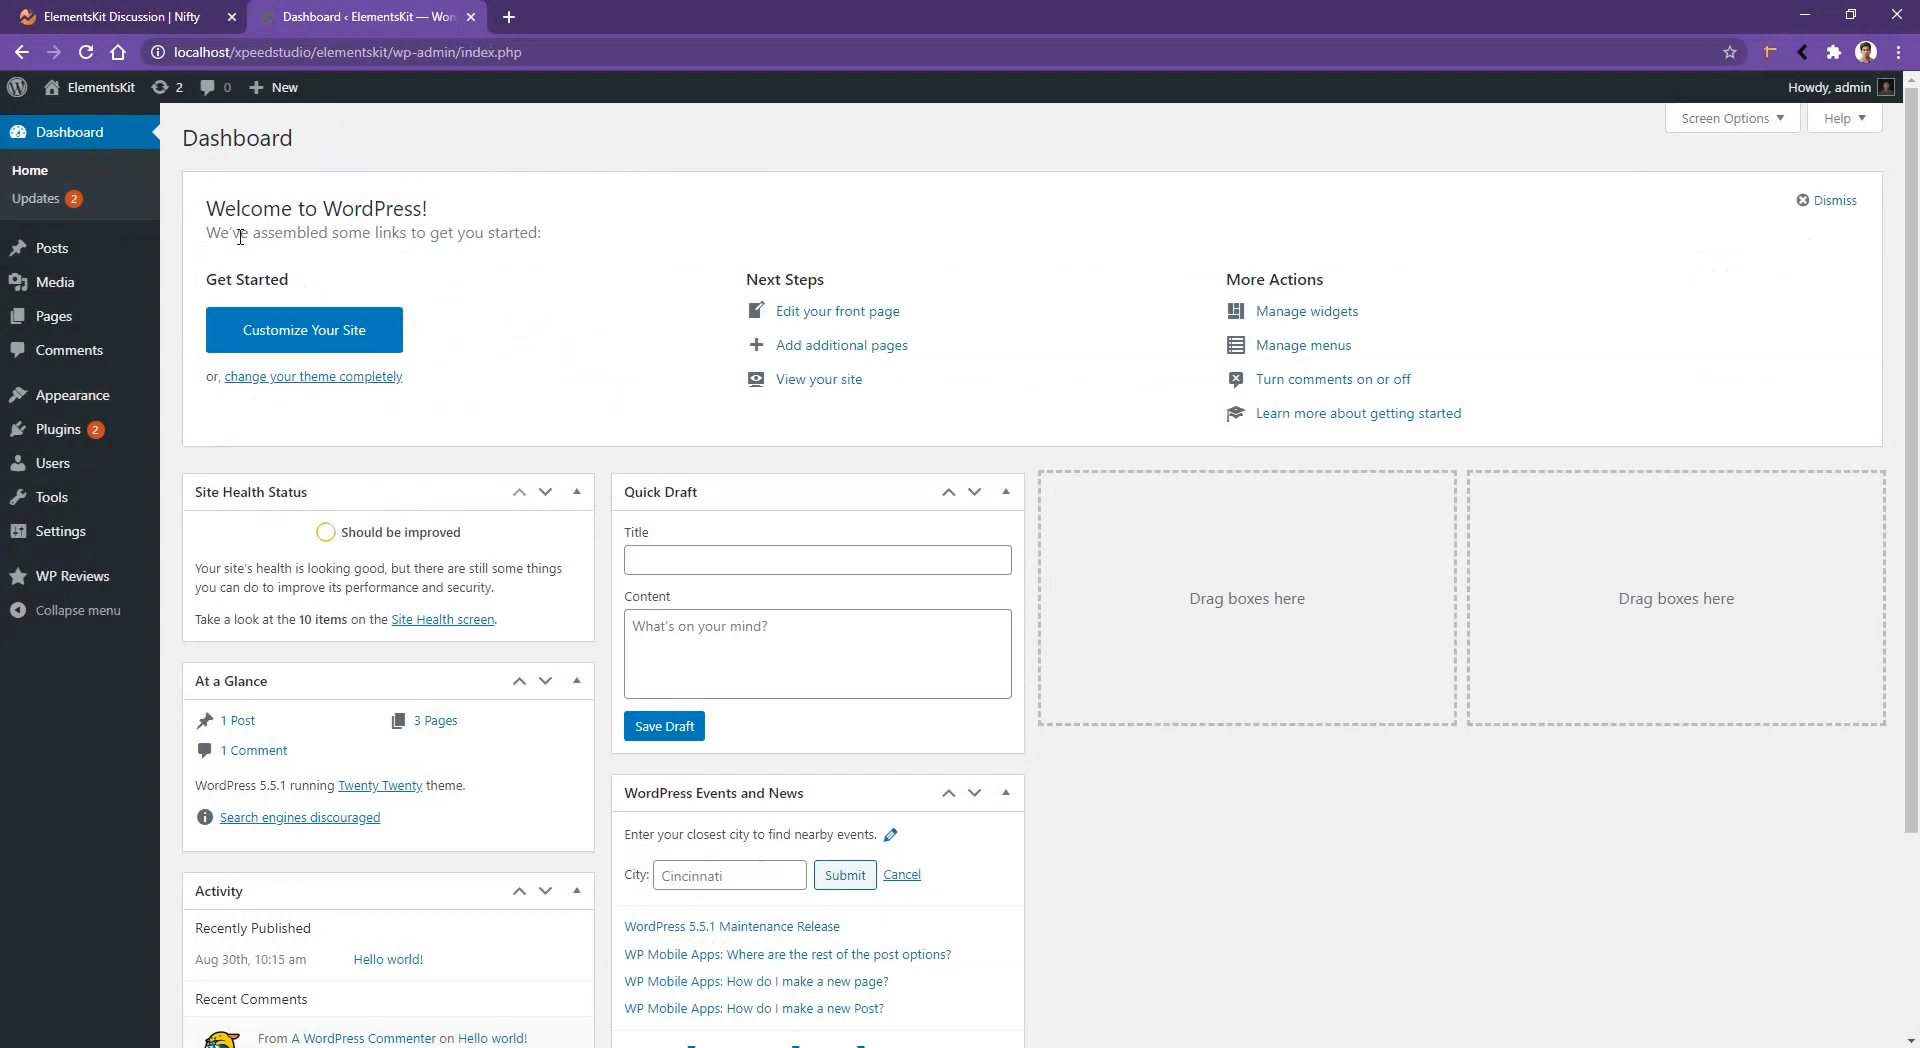 ElementsKit Discussion | Nifty
Dashboard ‹ ElementsKit — Wor
localhost/xpeedstudio/elementskit/wp-admin/index.php
ElementsKit 2 0 New
Howdy, admin
Dashboard
Home
Updates 2
Posts
Media
Pages
Comments
Appearance
Plugins 2
Users
Tools
Settings
WP Reviews
Collapse menu
Dashboard
Screen Options
Help
Welcome to WordPress!
We've assembled some links to get you started:
Dismiss
Get Started
Customize Your Site
or, change your theme completely
Next Steps
Edit your front page
Add additional pages
View your site
More Actions
Manage widgets
Manage menus
Turn comments on or off
Learn more about getting started
Site Health Status
Should be improved
Your site's health is looking good, but there are still some things
you can do to improve its performance and security.
Take a look at the 10 items on the Site Health screen.
At a Glance
1 Post
3 Pages
1 Comment
WordPress 5.5.1 running Twenty Twenty theme.
Search engines discouraged
Activity
Recently Published
Aug 30th, 10:15 am Hello world!
Recent Comments
From A WordPress Commenter on Hello world!
Quick Draft
Title
Content
What's on your mind?
Save Draft
WordPress Events and News
Enter your closest city to find nearby events.
City: Cincinnati Submit Cancel
WordPress 5.5.1 Maintenance Release
WP Mobile Apps: Where are the rest of the post options?
WP Mobile Apps: How do I make a new page?
WP Mobile Apps: How do I make a new Post?
Drag boxes here
Drag boxes here